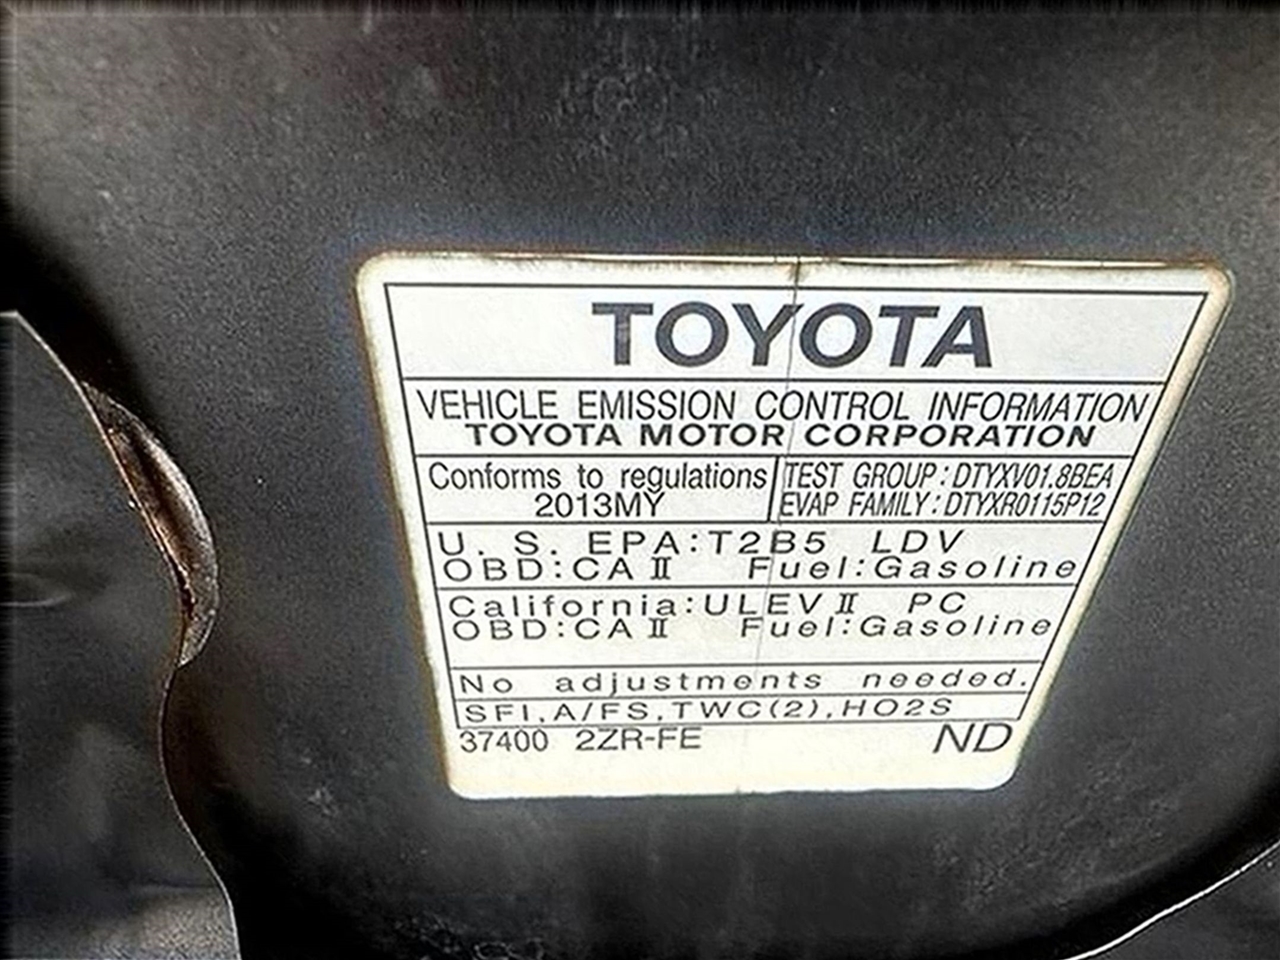 TOYOTA
VEHICLE EMISSION CONTROL INFORMATION
TOYOTA MOTOR CORPORATION
Conforms to regulations
2013MY
TEST GROUP : DTYXV01.8BEA
EVAP FAMILY : DTYXR0115P12
U. S. EPA:T2B5 LDV
OBD:CAⅡ Fuel:Gasoline
California:ULEVⅡ PC
OBD:CAⅡ Fuel:Gasoline
No adjustments needed.
SFI,A/FS,TWC(2),HO2S
37400 2ZR-FE ND